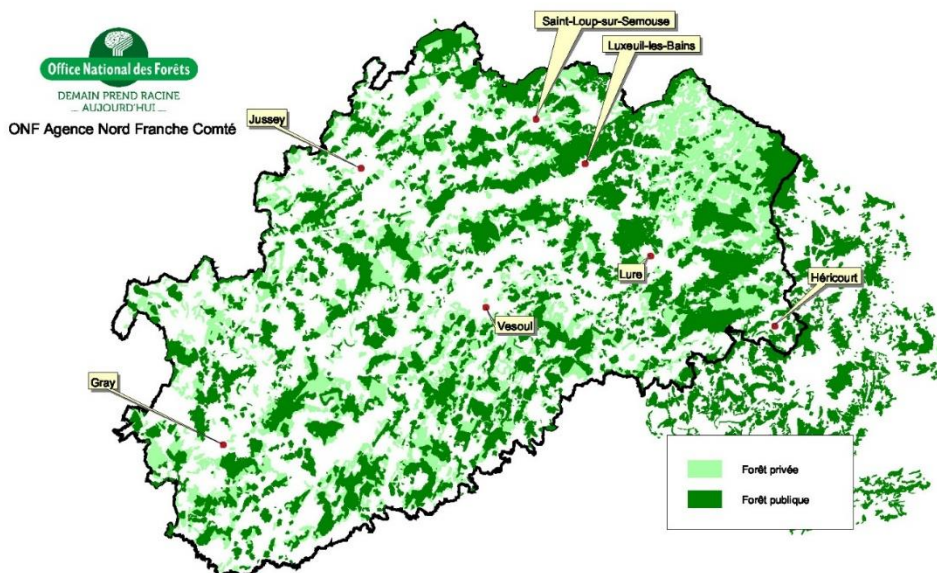 Office National des Forêts
DEMAIN PREND RACINE
AUJOURD'HUI
ONF Agence Nord Franche Comté
Saint-Loup-sur-Semouse
Luxeuil-les-Bains
Jussey
Lure
Héricourt
Vesoul
Gray
Forêt privée
Forêt publique